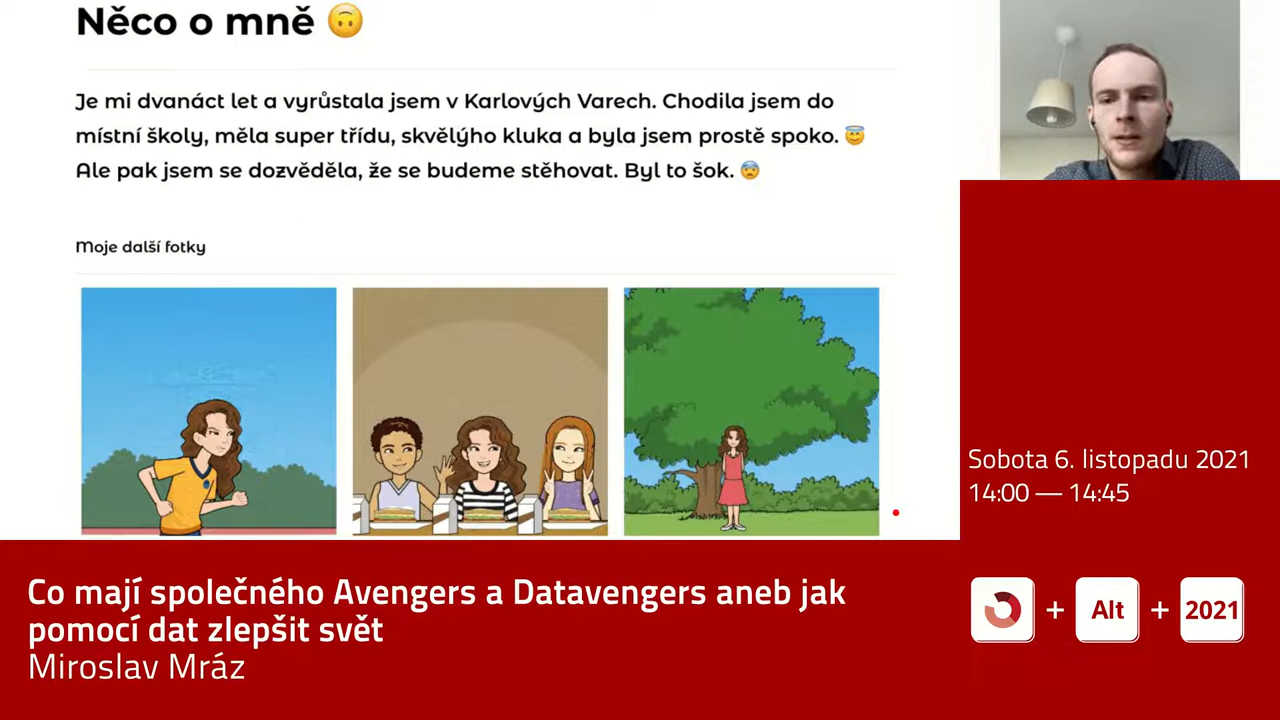 Něco o mně 🙃
Je mi dvanáct let a vyrůstala jsem v Karlových Varech. Chodila jsem do
místní školy, měla super třídu, skvělýho kluka a byla jsem prostě spoko. 😇
Ale pak jsem se dozvěděla, že se budeme stěhovat. Byl to šok. 😨
Moje další fotky
Sobota 6. listopadu 2021
14:00 — 14:45
Co mají společného Avengers a Datavengers aneb jak
pomocí dat zlepšit svět
Miroslav Mráz
+ Alt + 2021